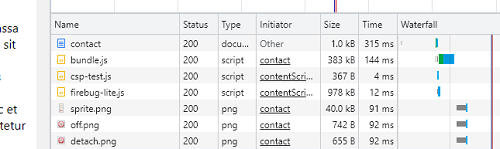 assa
sit
c et
tetur
Name Status Type Initiator Size Time Waterfall
contact 200 docu... Other 1.0 kB 315 ms
bundle.js 200 script contact 383 kB 144 ms
csp-test.js 200 script contentScri... 367 B 4 ms
firebug-lite.js 200 script contentScri... 978 kB 12 ms
sprite.png 200 png contact 40.0 kB 91 ms
off.png 200 png contact 742 B 92 ms
detach.png 200 png contact 655 B 92 ms